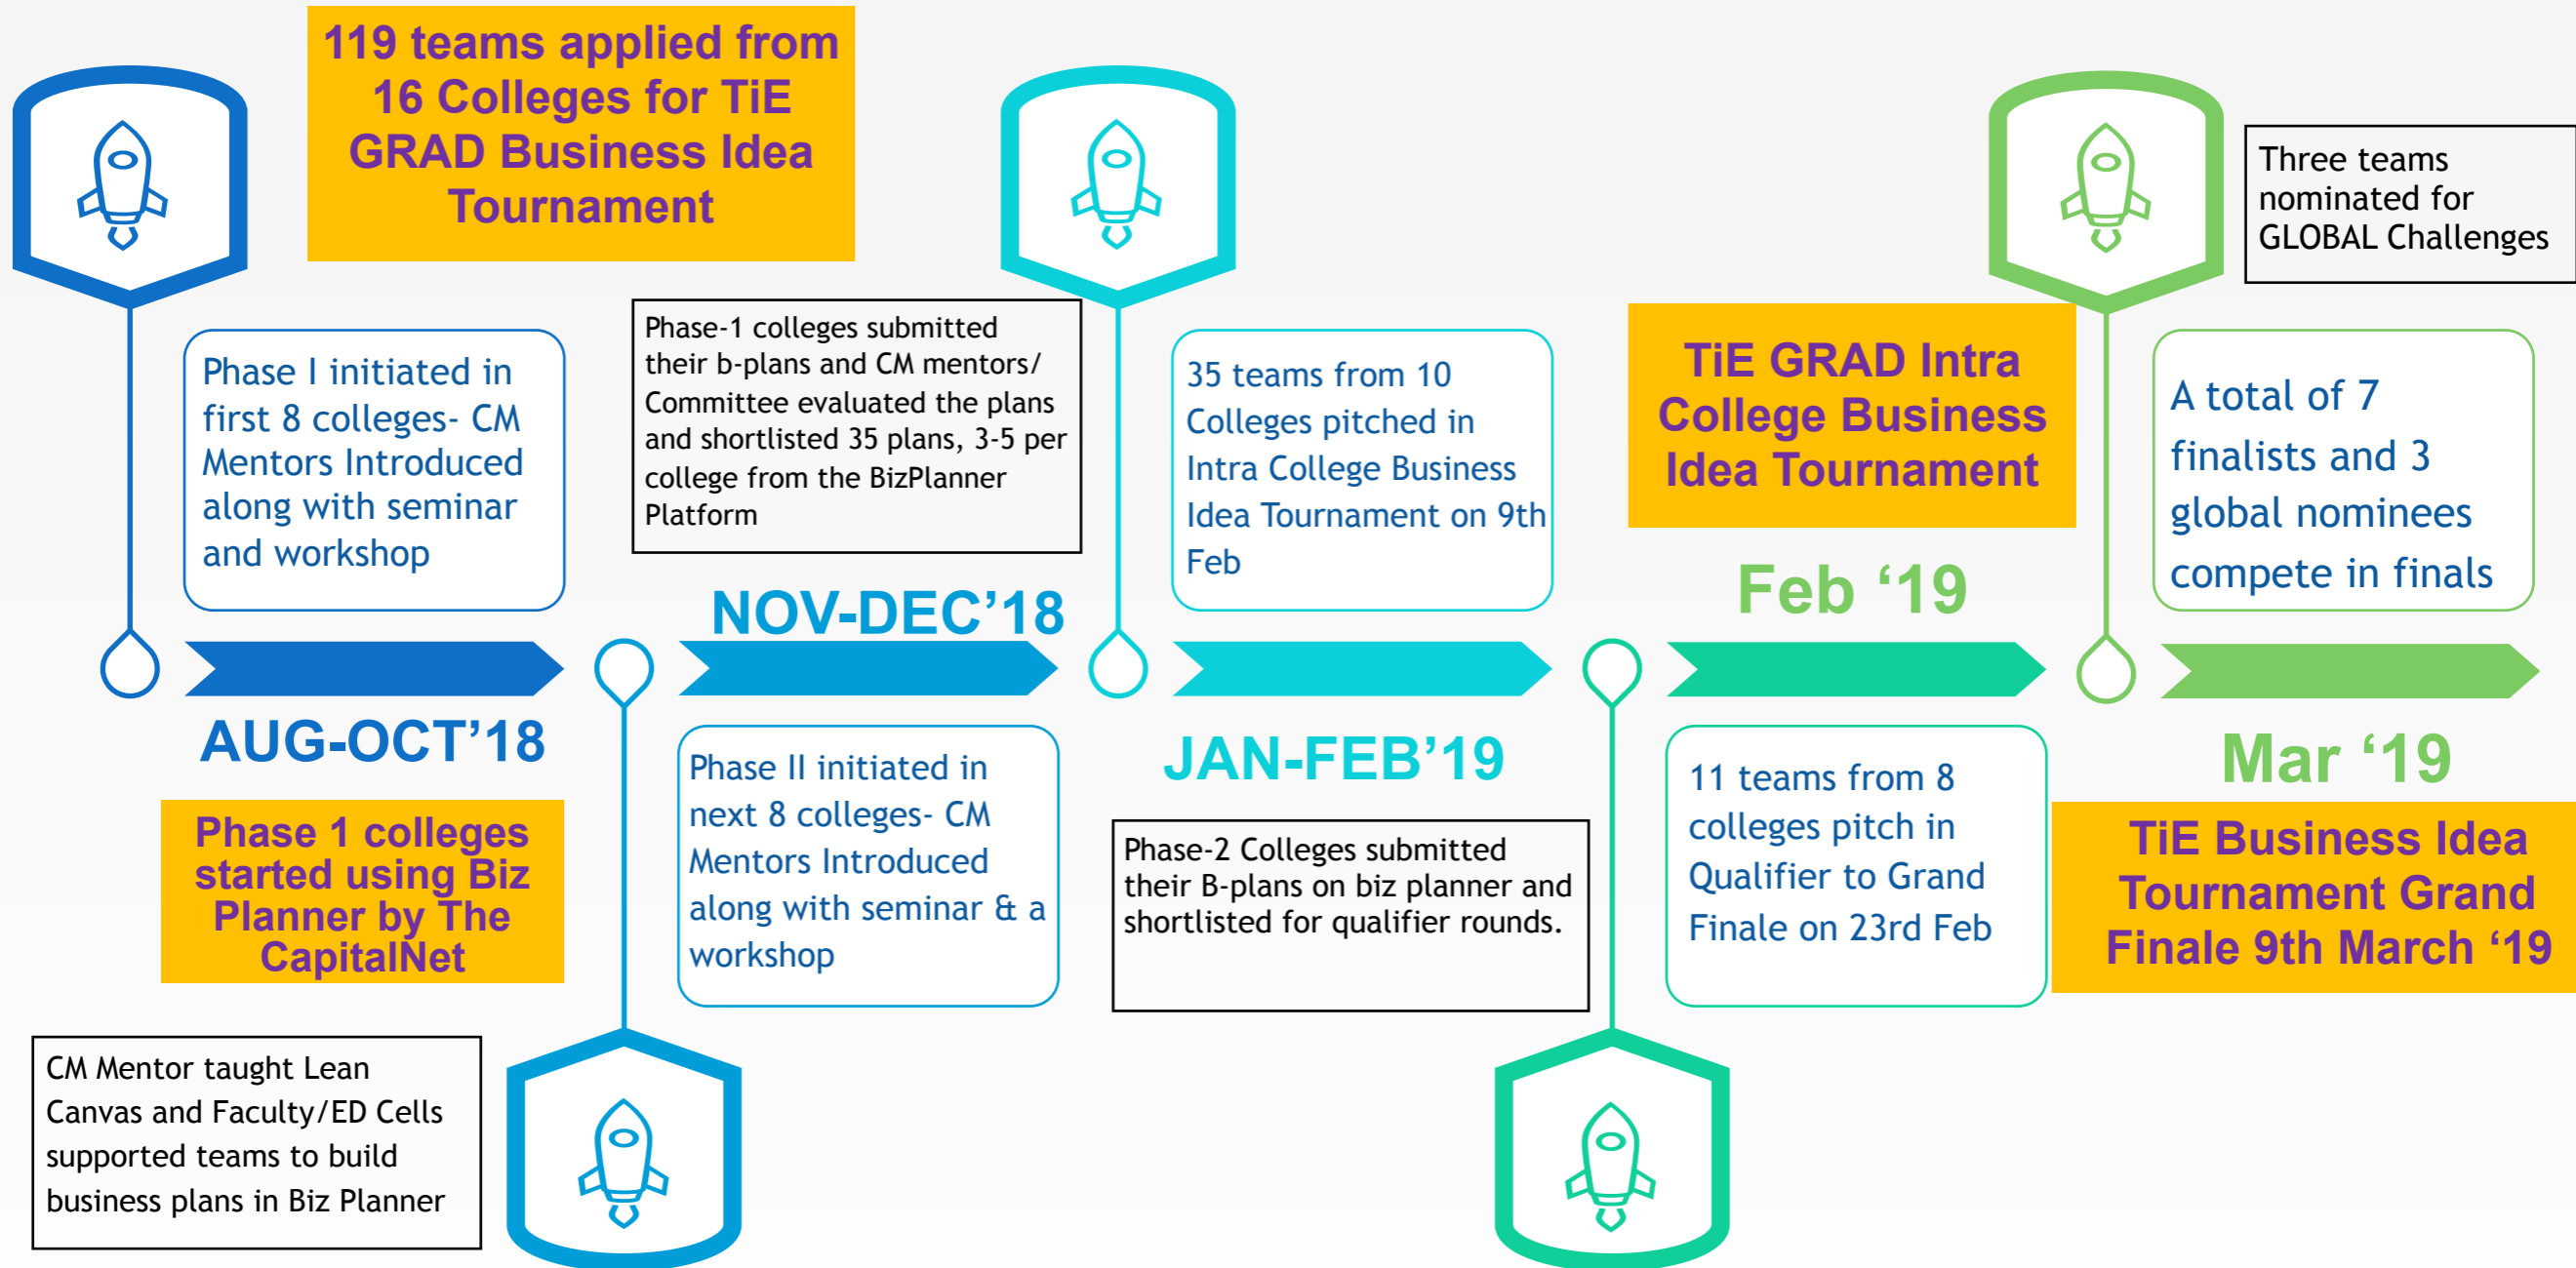 119 teams applied from
16 Colleges for TiE
GRAD Business Idea
Tournament
Phase I initiated in
first 8 colleges- CM
Mentors Introduced
along with seminar
and workshop
AUG-OCT’18
Phase 1 colleges
started using Biz
Planner by The
CapitalNet
CM Mentor taught Lean
Canvas and Faculty/ED Cells
supported teams to build
business plans in Biz Planner
Phase-1 colleges submitted
their b-plans and CM mentors/
Committee evaluated the plans
and shortlisted 35 plans, 3-5 per
college from the BizPlanner
Platform
NOV-DEC’18
Phase II initiated in
next 8 colleges- CM
Mentors Introduced
along with seminar & a
workshop
35 teams from 10
Colleges pitched in
Intra College Business
Idea Tournament on 9th
Feb
JAN-FEB’19
Phase-2 Colleges submitted
their B-plans on biz planner and
shortlisted for qualifier rounds.
TiE GRAD Intra
College Business
Idea Tournament
Feb ‘19
11 teams from 8
colleges pitch in
Qualifier to Grand
Finale on 23rd Feb
Three teams
nominated for
GLOBAL Challenges
A total of 7
finalists and 3
global nominees
compete in finals
Mar ‘19
TiE Business Idea
Tournament Grand
Finale 9th March ‘19